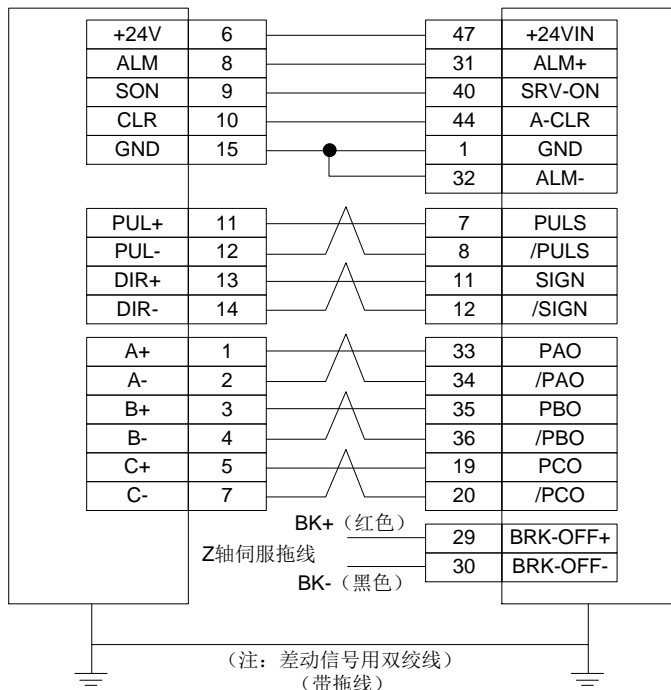 +24V 6 47 +24VIN
ALM 8 31 ALM+
SON 9 40 SRV-ON
CLR 10 44 A-CLR
GND 15 1 GND
32 ALM-
PUL+ 11 7 PULS
PUL- 12 8 /PULS
DIR+ 13 11 SIGN
DIR- 14 12 /SIGN
A+ 1 33 PAO
A- 2 34 /PAO
B+ 3 35 PBO
B- 4 36 /PBO
C+ 5 19 PCO
C- 7 20 /PCO
BK+（红色） 29 BRK-OFF+
Z轴伺服拖线
BK-（黑色） 30 BRK-OFF-
（注：差动信号用双绞线）
（带拖线）